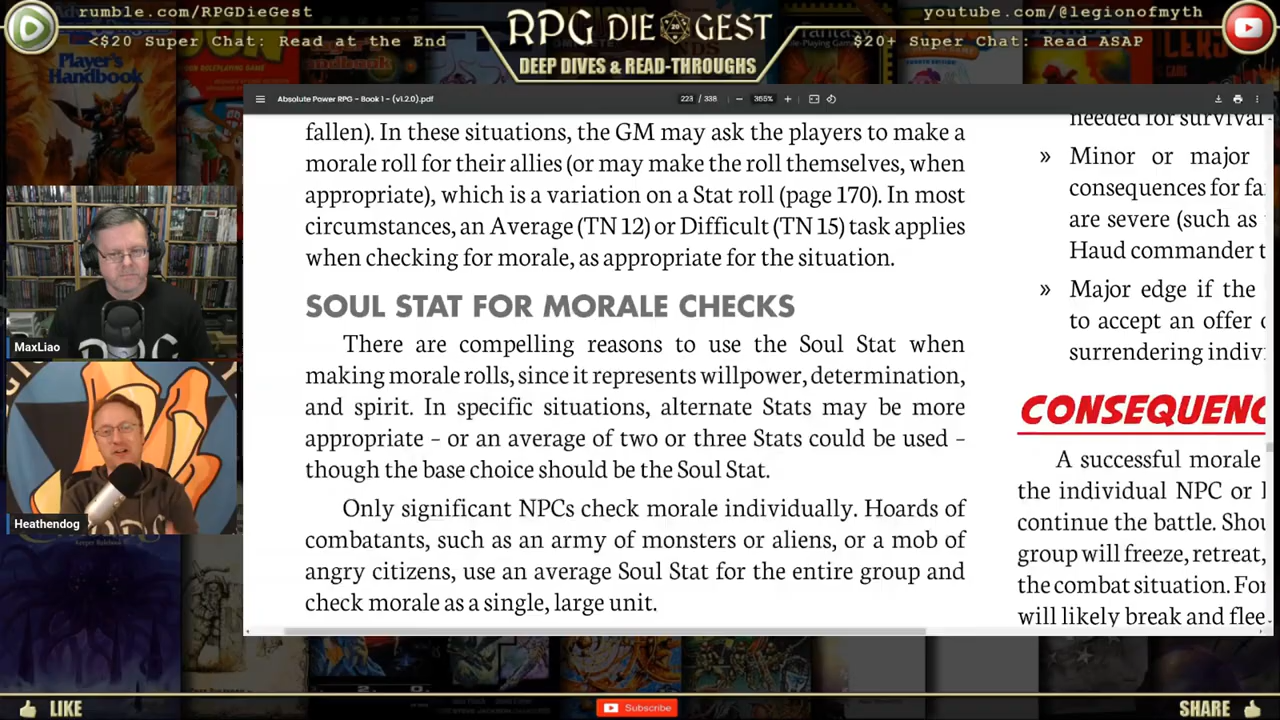 rumble.com/RPGDieGest
<$20 Super Chat: Read at the End
RPG DIE GEST
DEEP DIVES & READ-THROUGHS
youtube.com/@legionofmyth
$20+ Super Chat: Read ASAP
Player's
Handbook
Absolute Power RPG – Book 1 – (v1.2.0).pdf
223 / 338
365%
fallen). In these situations, the GM may ask the players to make a
morale roll for their allies (or may make the roll themselves, when
appropriate), which is a variation on a Stat roll (page 170). In most
circumstances, an Average (TN 12) or Difficult (TN 15) task applies
when checking for morale, as appropriate for the situation.
SOUL STAT FOR MORALE CHECKS
There are compelling reasons to use the Soul Stat when
making morale rolls, since it represents willpower, determination,
and spirit. In specific situations, alternate Stats may be more
appropriate – or an average of two or three Stats could be used –
though the base choice should be the Soul Stat.
Only significant NPCs check morale individually. Hoards of
combatants, such as an army of monsters or aliens, or a mob of
angry citizens, use an average Soul Stat for the entire group and
check morale as a single, large unit.
needed for survival
» Minor or major
consequences for fa
are severe (such as
Haud commander t
» Major edge if the
to accept an offer
surrendering indiv
CONSEQUENC
A successful morale
the individual NPC or
continue the battle. Shou
group will freeze, retreat,
the combat situation. For
will likely break and flee
MaxLiao
Heathendog
LIKE
Subscribe
SHARE